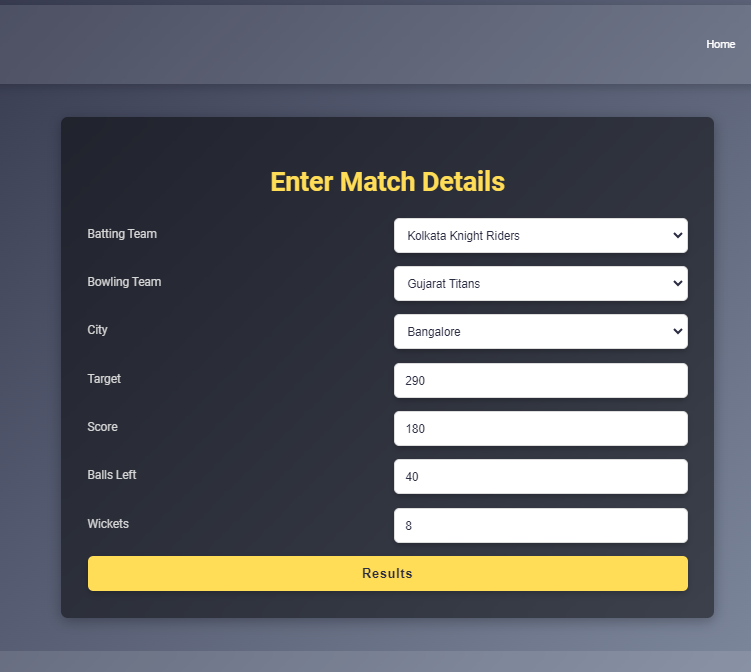 Home
Enter Match Details
Batting Team
Kolkata Knight Riders
Bowling Team
Gujarat Titans
City
Bangalore
Target
290
Score
180
Balls Left
40
Wickets
8
Results